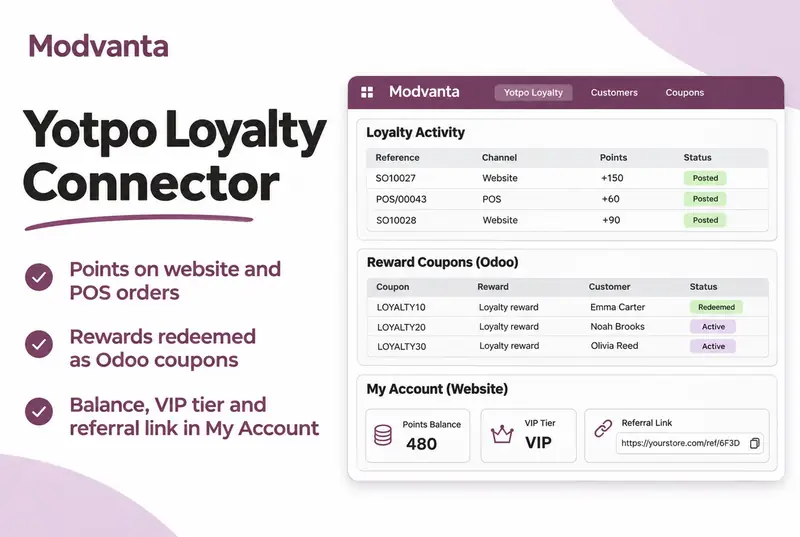 Modvanta
Yotpo Loyalty
Connector
Points on website and
POS orders
Rewards redeemed
as Odoo coupons
Balance, VIP tier and
referral link in My Account
Modvanta Yotpo Loyalty Customers Coupons
Loyalty Activity
Reference Channel Points Status
SO10027 Website +150 Posted
POS/00043 POS +60 Posted
SO10028 Website +90 Posted
Reward Coupons (Odoo)
Coupon Reward Customer Status
LOYALTY10 Loyalty reward Emma Carter Redeemed
LOYALTY20 Loyalty reward Noah Brooks Active
LOYALTY30 Loyalty reward Olivia Reed Active
My Account (Website)
Points Balance
480
VIP Tier
VIP
Referral Link
https://yourstore.com/ref/6F3D